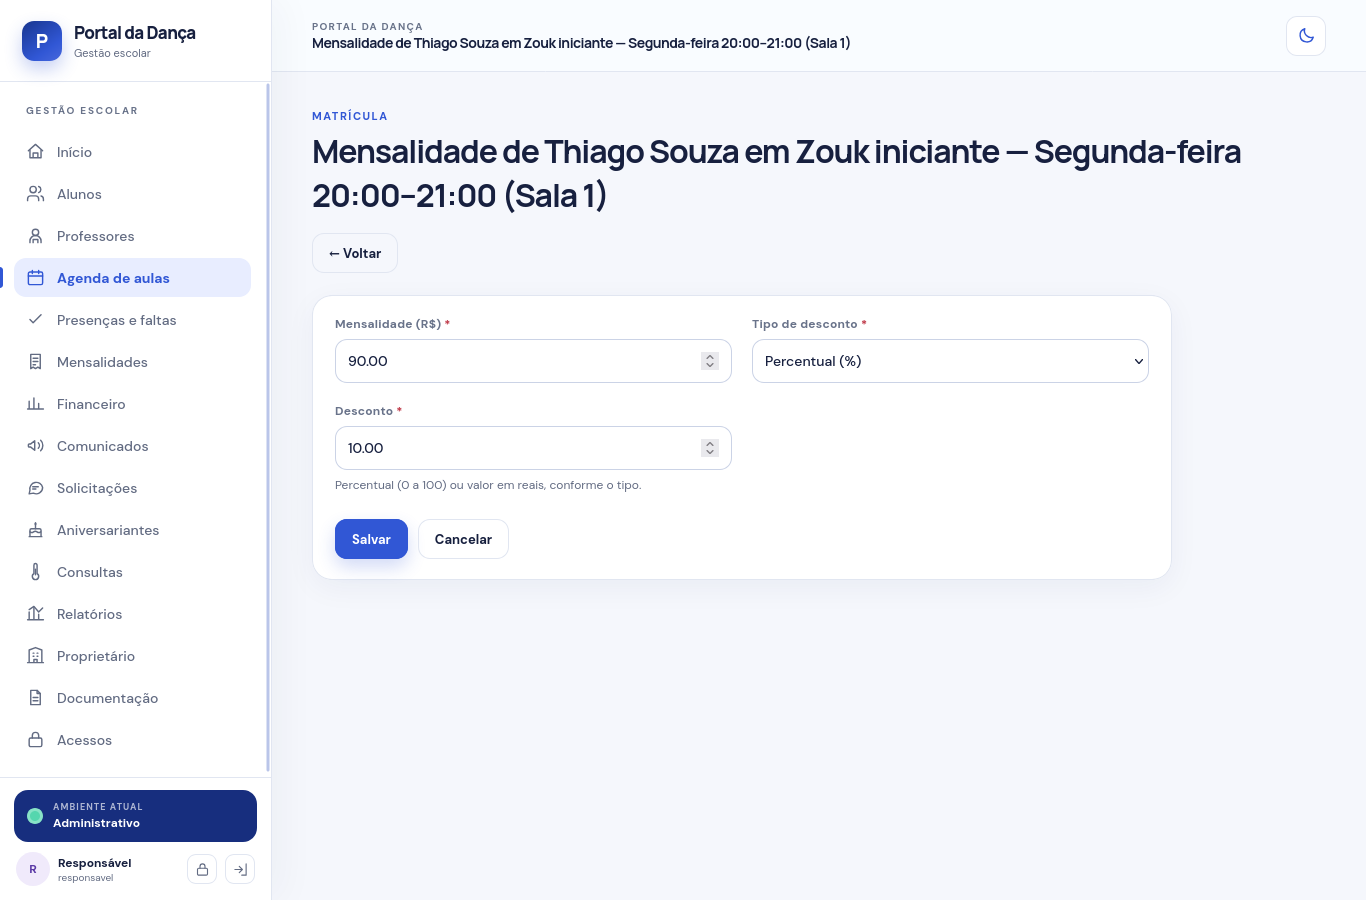 P
Portal da Dança
Gestão escolar
GESTÃO ESCOLAR
Início
Alunos
Professores
Agenda de aulas
Presenças e faltas
Mensalidades
Financeiro
Comunicados
Solicitações
Aniversariantes
Consultas
Relatórios
Proprietário
Documentação
Acessos
AMBIENTE ATUAL
Administrativo
R
Responsável
responsavel
PORTAL DA DANÇA
Mensalidade de Thiago Souza em Zouk iniciante — Segunda-feira 20:00–21:00 (Sala 1)
MATRÍCULA
Mensalidade de Thiago Souza em Zouk iniciante — Segunda-feira
20:00–21:00 (Sala 1)
← Voltar
Mensalidade (R$) *
90.00
Tipo de desconto *
Percentual (%)
Desconto *
10.00
Percentual (0 a 100) ou valor em reais, conforme o tipo.
Salvar
Cancelar